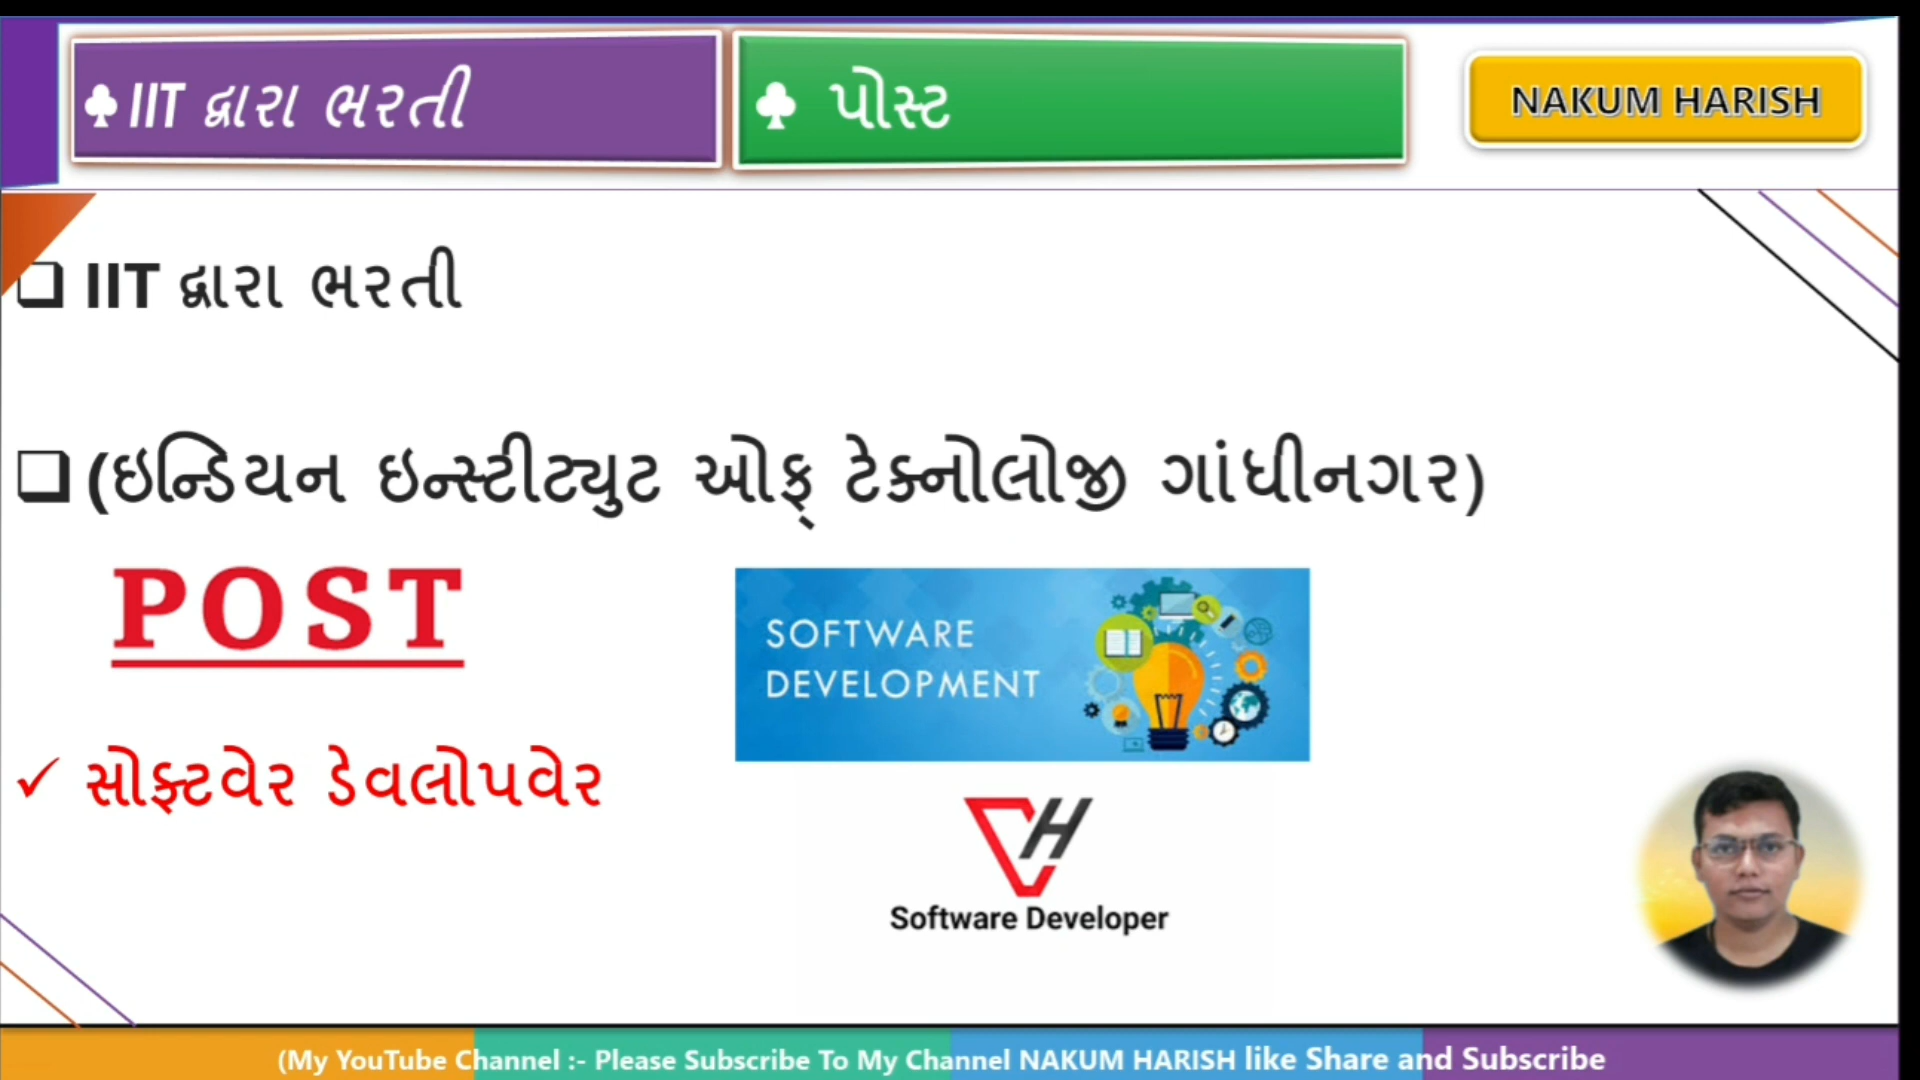 ♣ IIT દ્વારા ભરતી
♣ પોસ્ટ
NAKUM HARISH
❑ IIT દ્વારા ભરતી
❑ (ઇન્ડિયન ઇન્સ્ટીટ્યુટ ઓફ્ ટેક્નોલોજી ગાંધીનગર)
POST
SOFTWARE
DEVELOPMENT
✓ સોફ્ટવેર ડેવલોપવેર
Software Developer
(My YouTube Channel :- Please Subscribe To My Channel NAKUM HARISH like Share and Subscribe